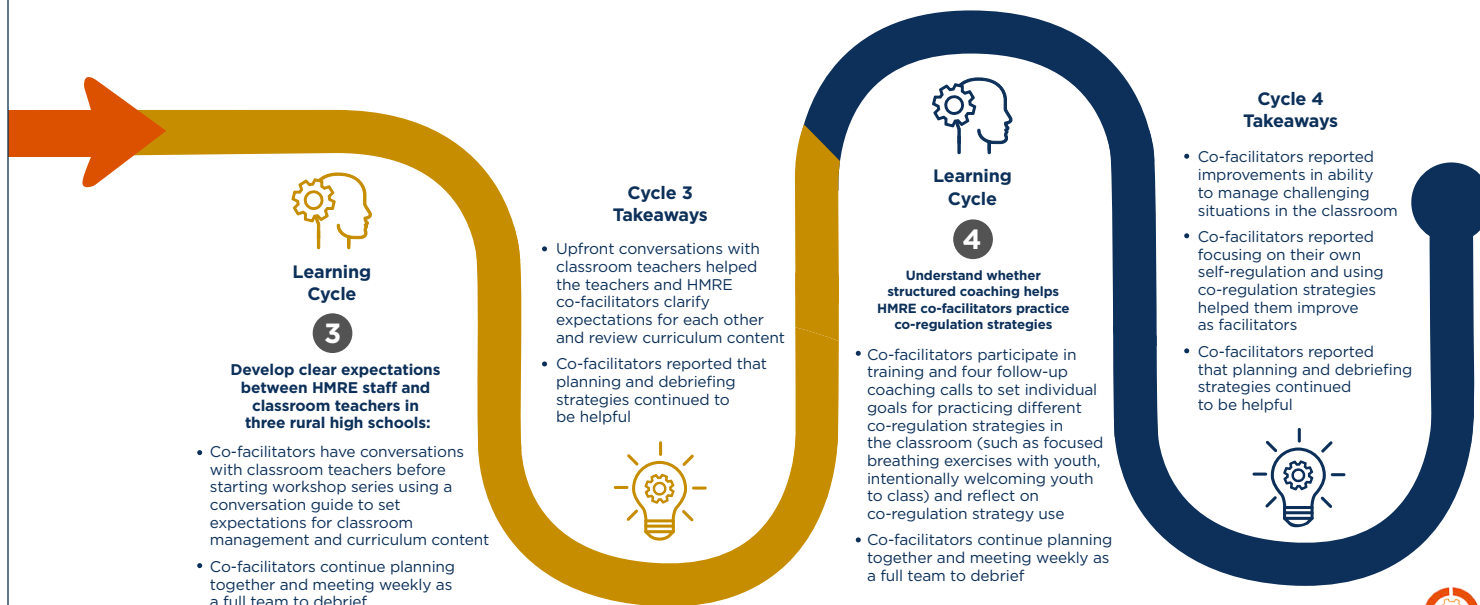 Learning
Cycle
3
Develop clear expectations
between HMRE staff and
classroom teachers in
three rural high schools:
• Co-facilitators have conversations
with classroom teachers before
starting workshop series using a
conversation guide to set
expectations for classroom
management and curriculum content
• Co-facilitators continue planning
together and meeting weekly as
a full team to debrief
Cycle 3
Takeaways
• Upfront conversations with
classroom teachers helped
the teachers and HMRE
co-facilitators clarify
expectations for each other
and review curriculum content
• Co-facilitators reported that
planning and debriefing
strategies continued to
be helpful
Learning
Cycle
4
Understand whether
structured coaching helps
HMRE co-facilitators practice
co-regulation strategies
• Co-facilitators participate in
training and four follow-up
coaching calls to set individual
goals for practicing different
co-regulation strategies in
the classroom (such as focused
breathing exercises with youth,
intentionally welcoming youth
to class) and reflect on
co-regulation strategy use
• Co-facilitators continue planning
together and meeting weekly as
a full team to debrief
Cycle 4
Takeaways
• Co-facilitators reported
improvements in ability
to manage challenging
situations in the classroom
• Co-facilitators reported
focusing on their own
self-regulation and using
co-regulation strategies
helped them improve
as facilitators
• Co-facilitators reported
that planning and debriefing
strategies continued
to be helpful